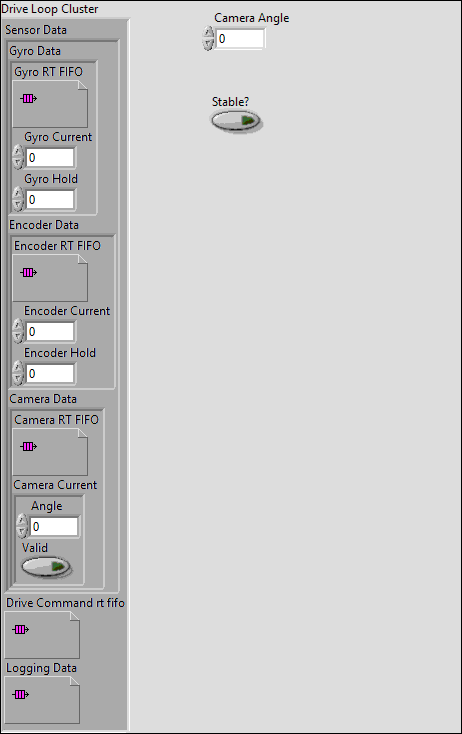 Drive Loop Cluster
Sensor Data
Gyro Data
Gyro RT FIFO
Gyro Current
0
Gyro Hold
0
Encoder Data
Encoder RT FIFO
Encoder Current
0
Encoder Hold
0
Camera Data
Camera RT FIFO
Camera Current
Angle
0
Valid
Drive Command rt fifo
Logging Data
Camera Angle
0
Stable?